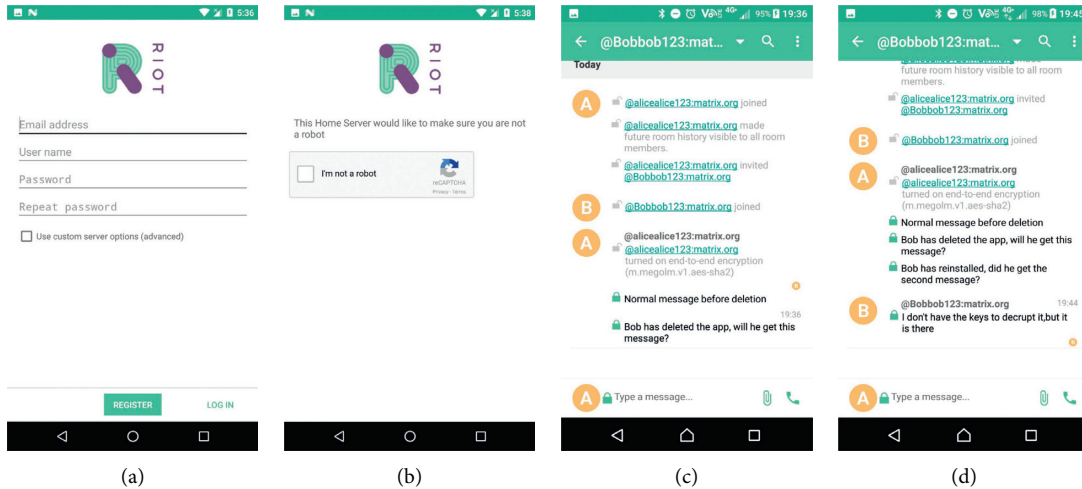 5:36
RIOT
Email address
User name
Password
Repeat password
Use custom server options (advanced)
REGISTER LOG IN
(a)
N 5:38
RIOT
This Home Server would like to make sure you are not
a robot
I'm not a robot
reCAPTCHA
Privacy - Terms
(b)
4G+ 95% 19:36
@Bobbob123:mat...
Today
A
@alicealice123:matrix.org joined
@alicealice123:matrix.org made
future room history visible to all room
members.
@alicealice123:matrix.org invited
@Bobbob123:matrix.org
B
@Bobbob123:matrix.org joined
A
@alicealice123:matrix.org
@alicealice123:matrix.org
turned on end-to-end encryption
(m.megolm.v1.aes-sha2)
B
Normal message before deletion
19:36
Bob has deleted the app, will he get this
message?
A Type a message...
(c)
4G+ 98% 19:45
@Bobbob123:mat...
future room history visible to all room
members.
@alicealice123:matrix.org invited
@Bobbob123:matrix.org
B
@Bobbob123:matrix.org joined
A
@alicealice123:matrix.org
@alicealice123:matrix.org
turned on end-to-end encryption
(m.megolm.v1.aes-sha2)
Normal message before deletion
Bob has deleted the app, will he get this
message?
Bob has reinstalled, did he get the
second message?
B
@Bobbob123:matrix.org 19:44
I don't have the keys to decrupt it,but it
is there
B
A Type a message...
(d)